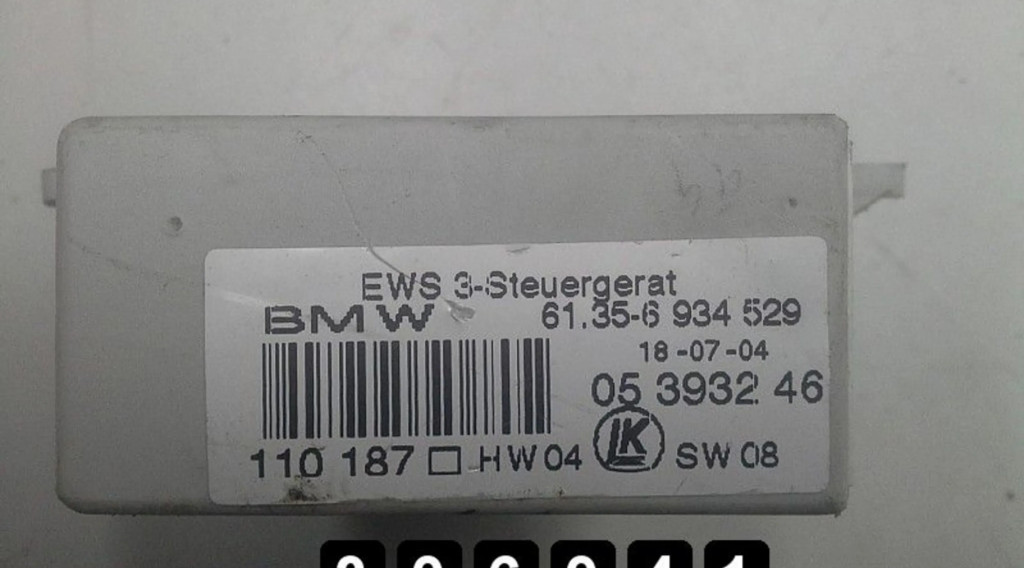 EWS 3-Steuergerat
BMW 61.35-6 934 529
18-07-04
05 3932 46
110 187 □ HW 04 LK SW 08